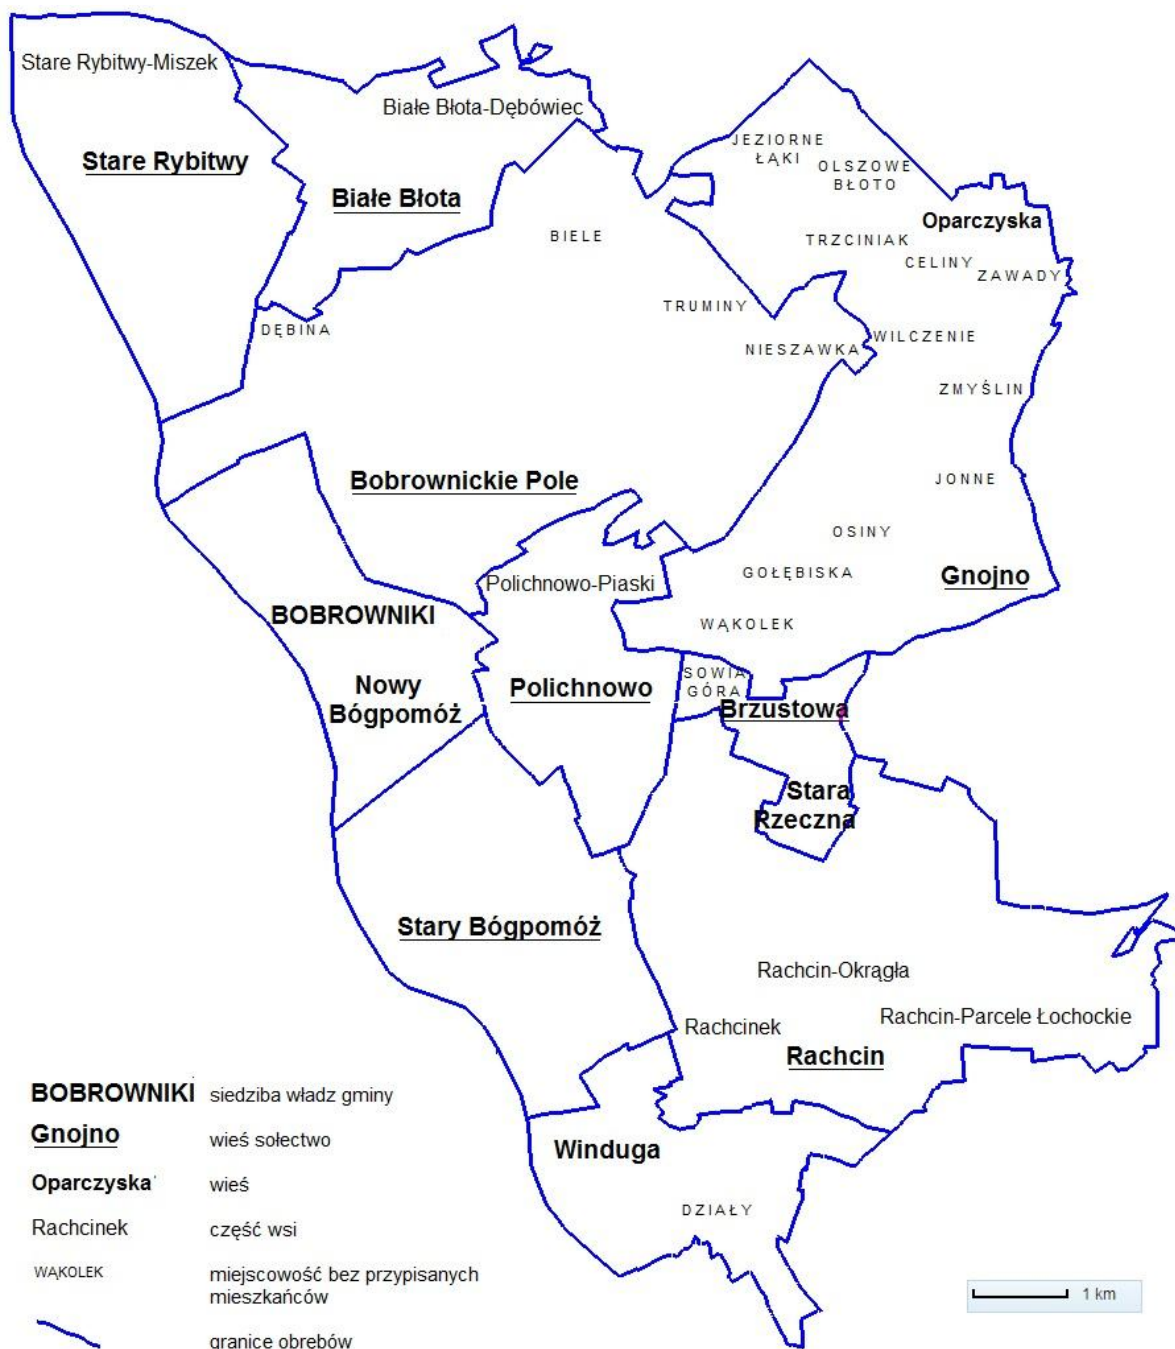 Stare Rybitwy-Miszek
Białe Błota-Dębówiec
Stare Rybitwy
Białe Błota
JEZIORNE
ŁĄKI
OLSZOWE
BŁOTO
Oparczyska
BIELE
TRZCINIAK
CELINY
ZAWADY
TRUMINY
DĘBINA
NIESZAWKA
WILCZENIE
ZMYŚLIN
Bobrownickie Pole
JONNE
OSINY
Polichnowo-Piaski
GOŁĘBISKA
Gnojno
BOBROWNIKI
WĄKOLEK
Nowy
Bógpomóż
Polichnowo
SOWIA
GÓRA
Brzustowa
Stara
Rzeczna
Stary Bógpomóż
Rachcin-Okrągła
Rachcinek
Rachcin-Parcele Łochockie
Rachcin
Winduga
DZIAŁY
BOBROWNIKI siedziba władz gminy
Gnojno wieś sołectwo
Oparczyska wieś
Rachcinek część wsi
WĄKOLEK miejscowość bez przypisanych
mieszkańców
granice obrębów
1 km